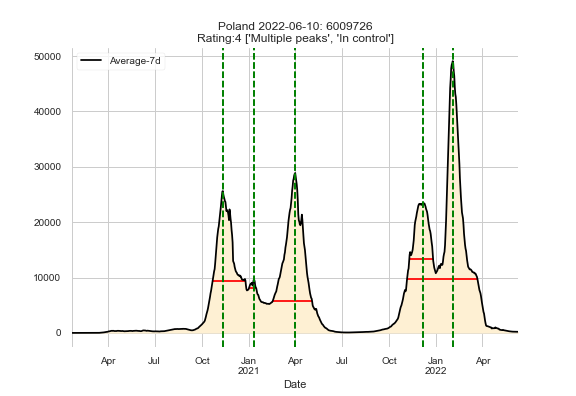 Poland 2022-06-10: 6009726
Rating:4 ['Multiple peaks', 'In control']
Average-7d
50000
40000
30000
20000
10000
0
Apr Jul Oct Jan Apr Jul Oct Jan Apr
2021 2022
Date